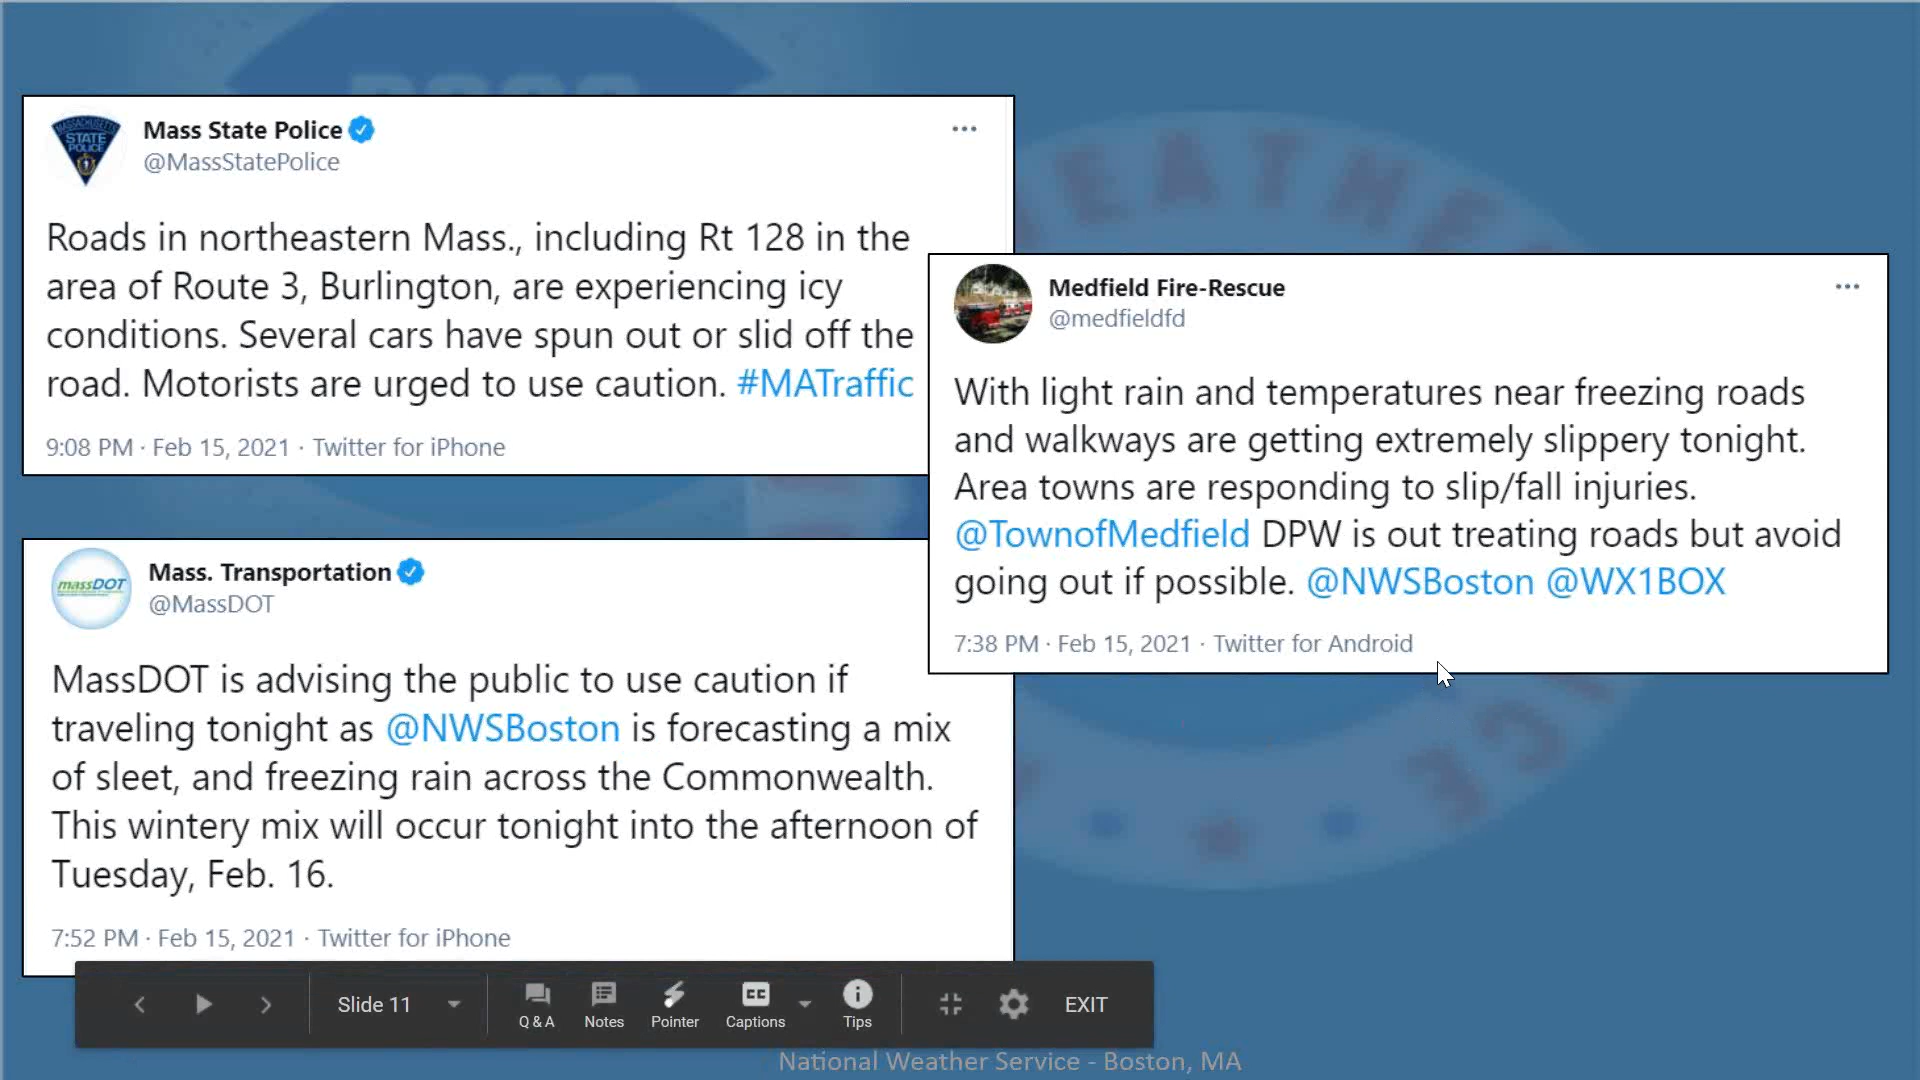 Mass State Police
@MassStatePolice
Roads in northeastern Mass., including Rt 128 in the
area of Route 3, Burlington, are experiencing icy
conditions. Several cars have spun out or slid off the
road. Motorists are urged to use caution. #MATraffic
9:08 PM · Feb 15, 2021 · Twitter for iPhone
Medfield Fire-Rescue
@medfieldfd
With light rain and temperatures near freezing roads
and walkways are getting extremely slippery tonight.
Area towns are responding to slip/fall injuries.
@TownofMedfield DPW is out treating roads but avoid
going out if possible. @NWSBoston @WX1BOX
7:38 PM · Feb 15, 2021 · Twitter for Android
massDOT
Mass. Transportation
@MassDOT
MassDOT is advising the public to use caution if
traveling tonight as @NWSBoston is forecasting a mix
of sleet, and freezing rain across the Commonwealth.
This wintery mix will occur tonight into the afternoon of
Tuesday, Feb. 16.
7:52 PM · Feb 15, 2021 · Twitter for iPhone
Slide 11
Q & A
Notes
Pointer
CC
Captions
Tips
EXIT
National Weather Service - Boston, MA
STATE
POLICE